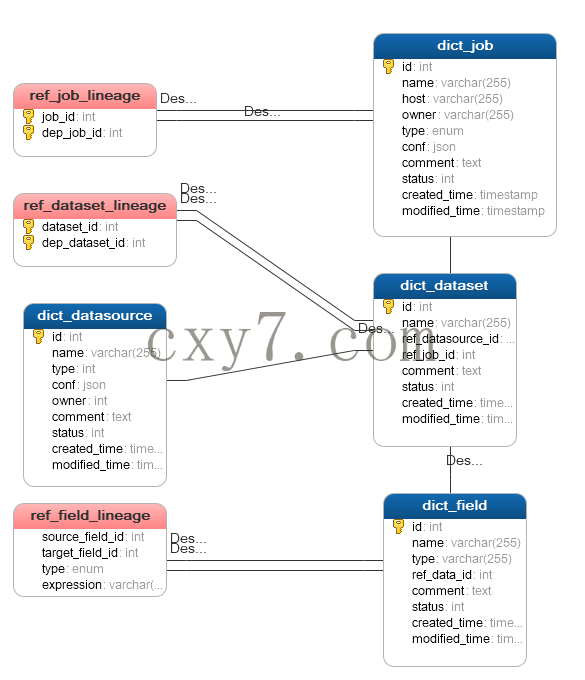 dict_job
id: int
name: varchar(255)
host: varchar(255)
owner: varchar(255)
type: enum
conf: json
comment: text
status: int
created_time: timestamp
modified_time: timestamp
ref_job_lineage
job_id: int
dep_job_id: int
Des...
Des...
ref_dataset_lineage
dataset_id: int
dep_dataset_id: int
Des...
Des...
dict_dataset
id: int
name: varchar(255)
ref_datasource_id: ...
ref_job_id: int
comment: text
status: int
created_time: time...
modified_time: tim...
Des...
dict_datasource
id: int
name: varchar(255)
type: int
conf: json
owner: int
comment: text
status: int
created_time: time...
modified_time: tim...
cxy7.com
Des...
ref_field_lineage
source_field_id: int
target_field_id: int
type: enum
expression: varchar(...
Des...
Des...
dict_field
id: int
name: varchar(255)
type: varchar(255)
ref_data_id: int
comment: text
status: int
created_time: time...
modified_time: tim...